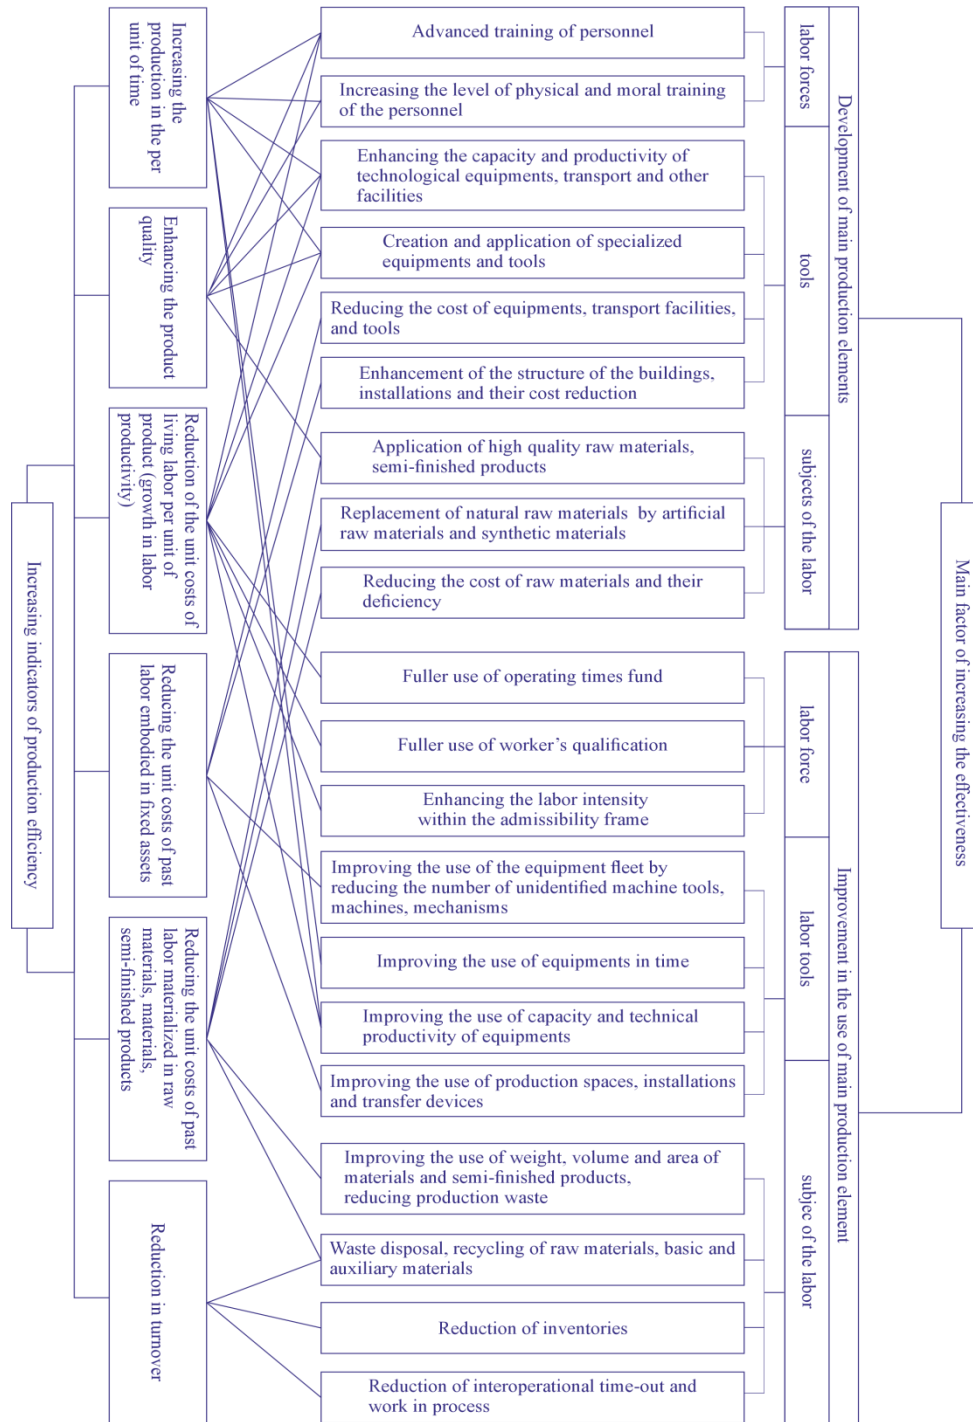 Increasing indicators of production efficiency
Increasing the
production in the per
unit of time
Enhancing the product
quality
Reduction of the unit costs of
living labor per unit of
product (growth in labor
productivity)
Reducing the unit costs of past
labor embodied in fixed assets
Reducing the unit costs of past
labor materialized in raw
materials, materials,
semi-finished products
Reduction in turnover
Advanced training of personnel
Increasing the level of physical and moral training
of the personnel
Enhancing the capacity and productivity of
technological equipments, transport and other
facilities
Creation and application of specialized
equipments and tools
Reducing the cost of equipments, transport facilities,
and tools
Enhancement of the structure of the buildings,
installations and their cost reduction
Application of high quality raw materials,
semi-finished products
Replacement of natural raw materials by artificial
raw materials and synthetic materials
Reducing the cost of raw materials and their
deficiency
Fuller use of operating times fund
Fuller use of worker's qualification
Enhancing the labor intensity
within the admissibility frame
Improving the use of the equipment fleet by
reducing the number of unidentified machine tools,
machines, mechanisms
Improving the use of equipments in time
Improving the use of capacity and technical
productivity of equipments
Improving the use of production spaces, installations
and transfer devices
Improving the use of weight, volume and area of
materials and semi-finished products,
reducing production waste
Waste disposal, recycling of raw materials, basic and
auxiliary materials
Reduction of inventories
Reduction of interoperational time-out and
work in process
labor forces
tools
subjects of the labor
labor force
labor tools
subjec of the labor
Development of main production elements
Improvement in the use of main production element
Main factor of increasing the effectiveness